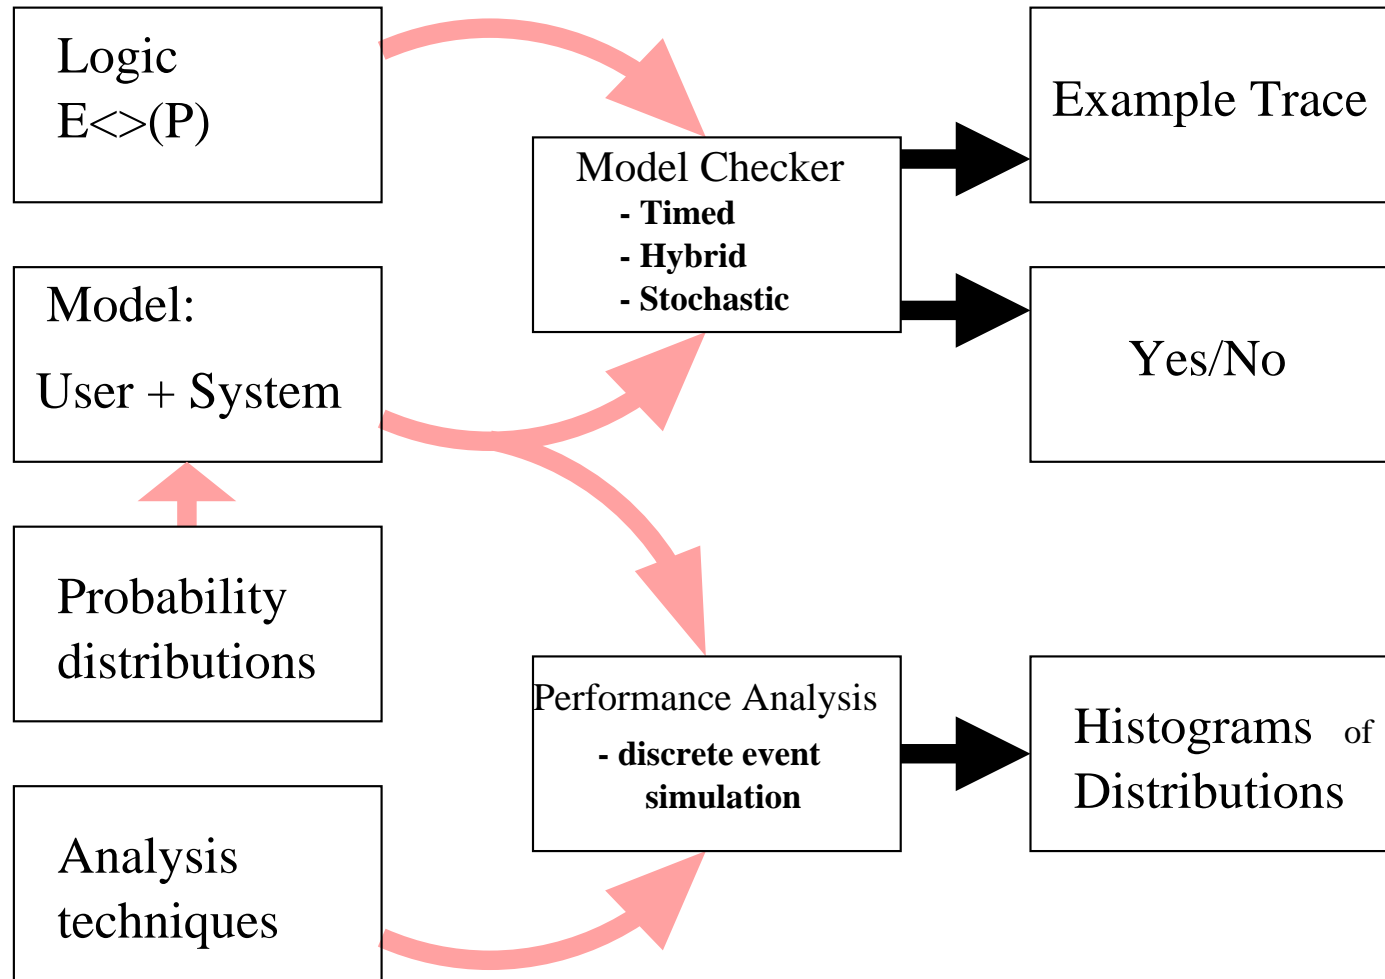 Logic
E<>(P)
Model Checker
- Timed
- Hybrid
- Stochastic
Example Trace
Model:
User + System
Yes/No
Probability
distributions
Performance Analysis
- discrete event
simulation
Histograms of
Distributions
Analysis
techniques